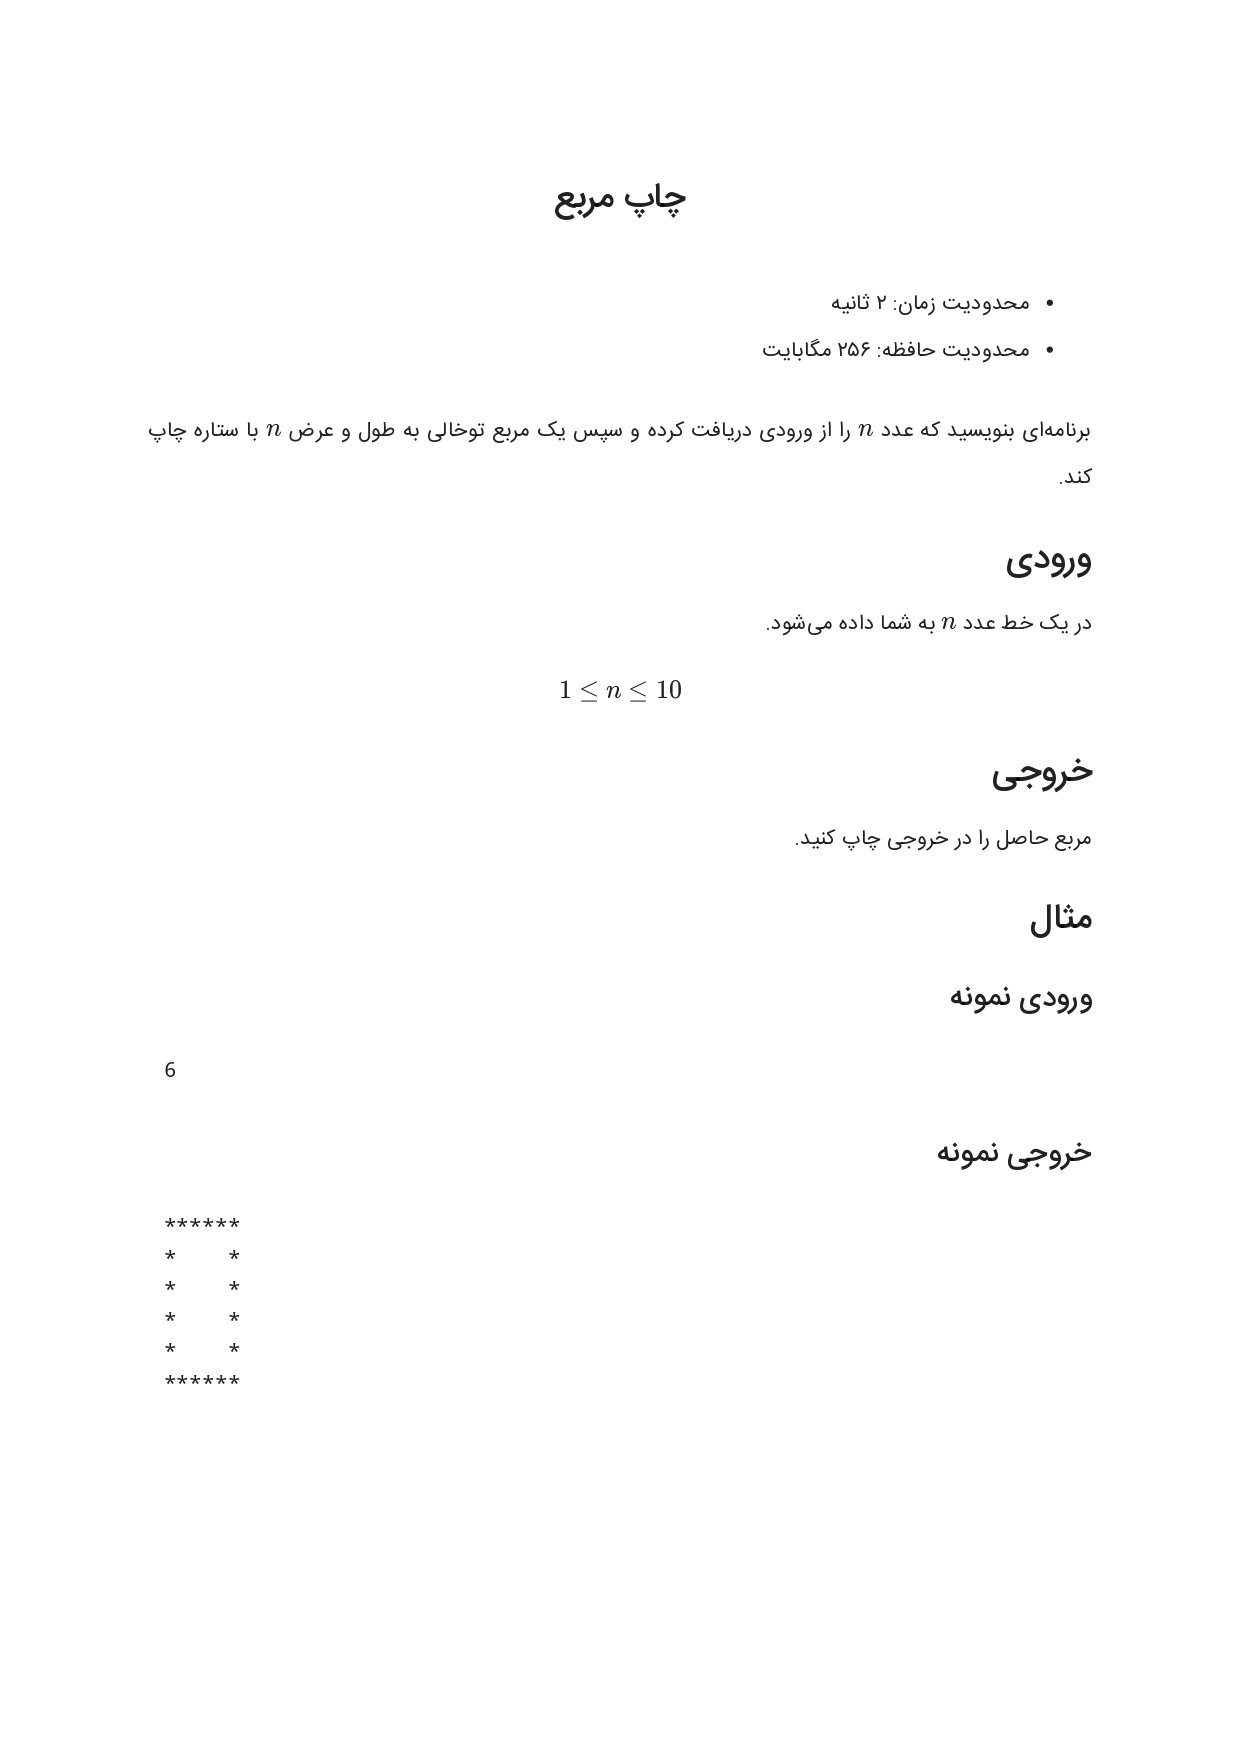 چاپ مربع
• محدودیت زمان: ۲ ثانیه
• محدودیت حافظه: ۲۵۶ مگابایت
برنامه‌ای بنویسید که عدد n را از ورودی دریافت کرده و سپس یک مربع توخالی به طول و عرض n با ستاره چاپ
کند.
ورودی
در یک خط عدد n به شما داده می‌شود.
1 ≤ n ≤ 10
خروجی
مربع حاصل را در خروجی چاپ کنید.
مثال
ورودی نمونه
6
خروجی نمونه
******
*    *
*    *
*    *
*    *
******